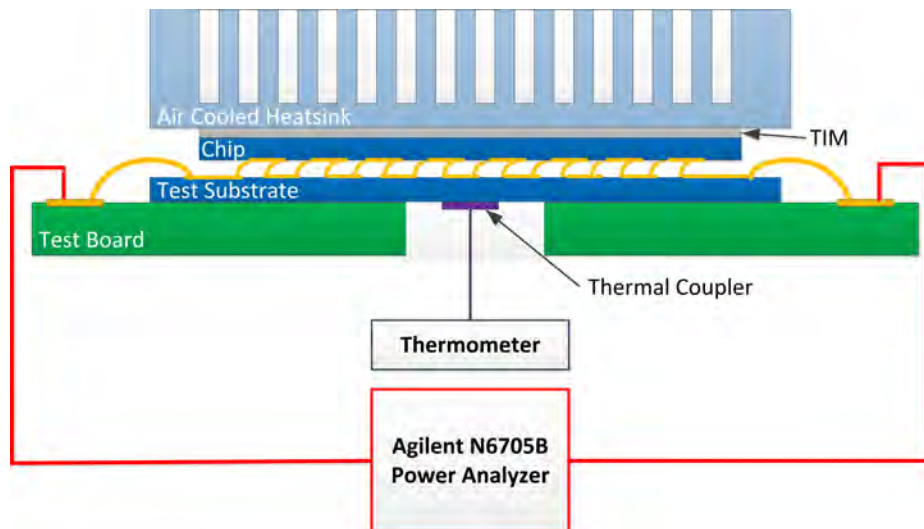 Air Cooled Heatsink
TIM
Chip
Test Substrate
Test Board
Thermal Coupler
Thermometer
Agilent N6705B
Power Analyzer